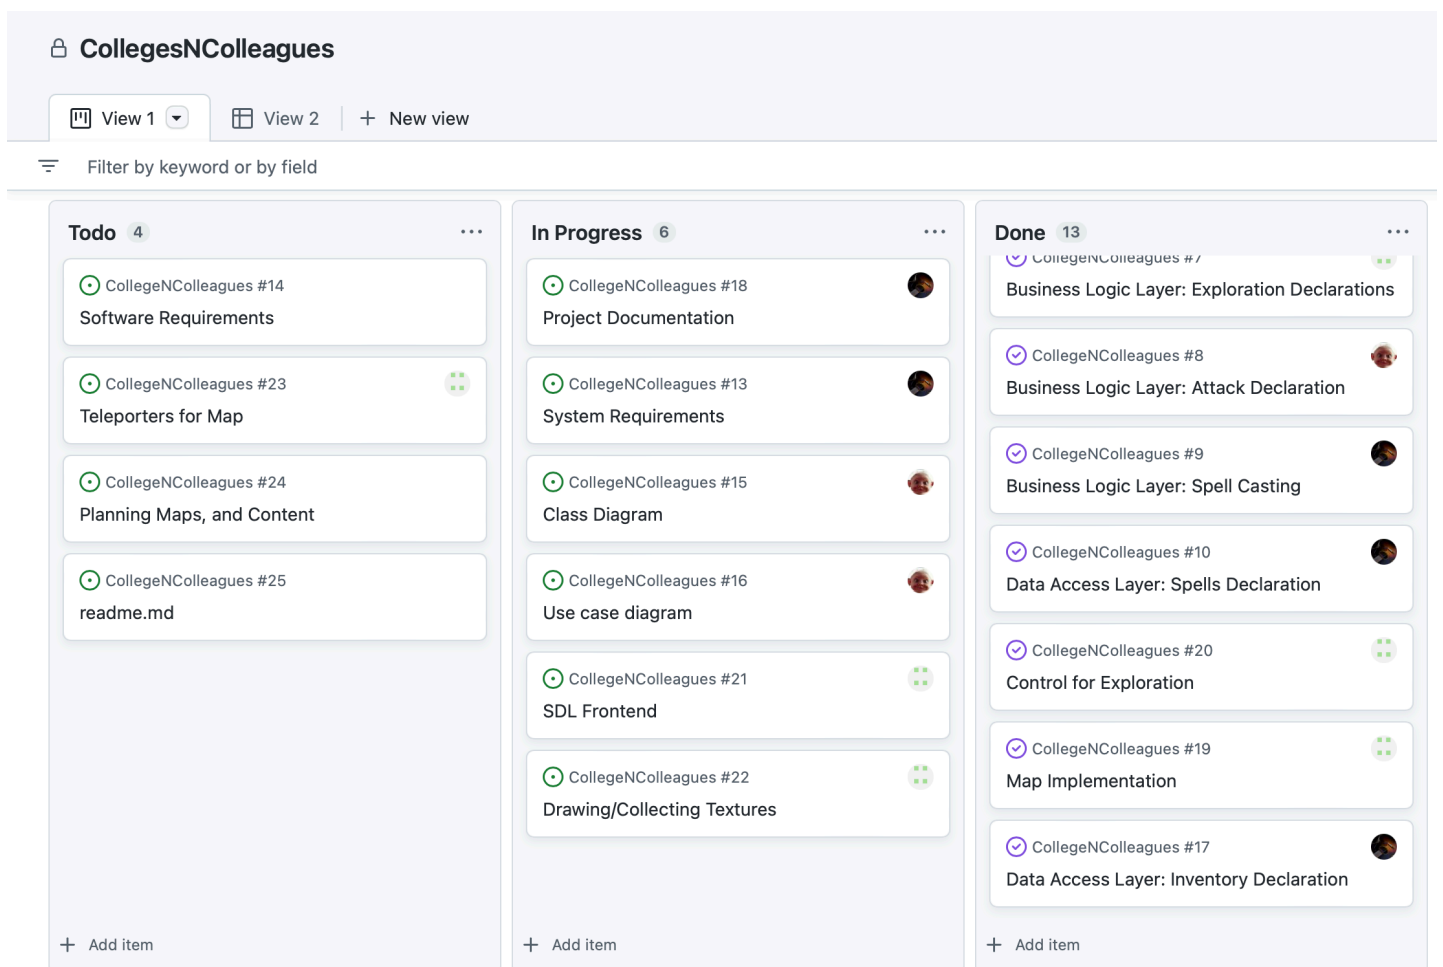 CollegesNColleagues
View 1
View 2
New view
Filter by keyword or by field
Todo 4
CollegeNColleagues #14
Software Requirements
CollegeNColleagues #23
Teleporters for Map
CollegeNColleagues #24
Planning Maps, and Content
CollegeNColleagues #25
readme.md
Add item
In Progress 6
CollegeNColleagues #18
Project Documentation
CollegeNColleagues #13
System Requirements
CollegeNColleagues #15
Class Diagram
CollegeNColleagues #16
Use case diagram
CollegeNColleagues #21
SDL Frontend
CollegeNColleagues #22
Drawing/Collecting Textures
Add item
Done 13
CollegeNColleagues #7
Business Logic Layer: Exploration Declarations
CollegeNColleagues #8
Business Logic Layer: Attack Declaration
CollegeNColleagues #9
Business Logic Layer: Spell Casting
CollegeNColleagues #10
Data Access Layer: Spells Declaration
CollegeNColleagues #20
Control for Exploration
CollegeNColleagues #19
Map Implementation
CollegeNColleagues #17
Data Access Layer: Inventory Declaration
Add item